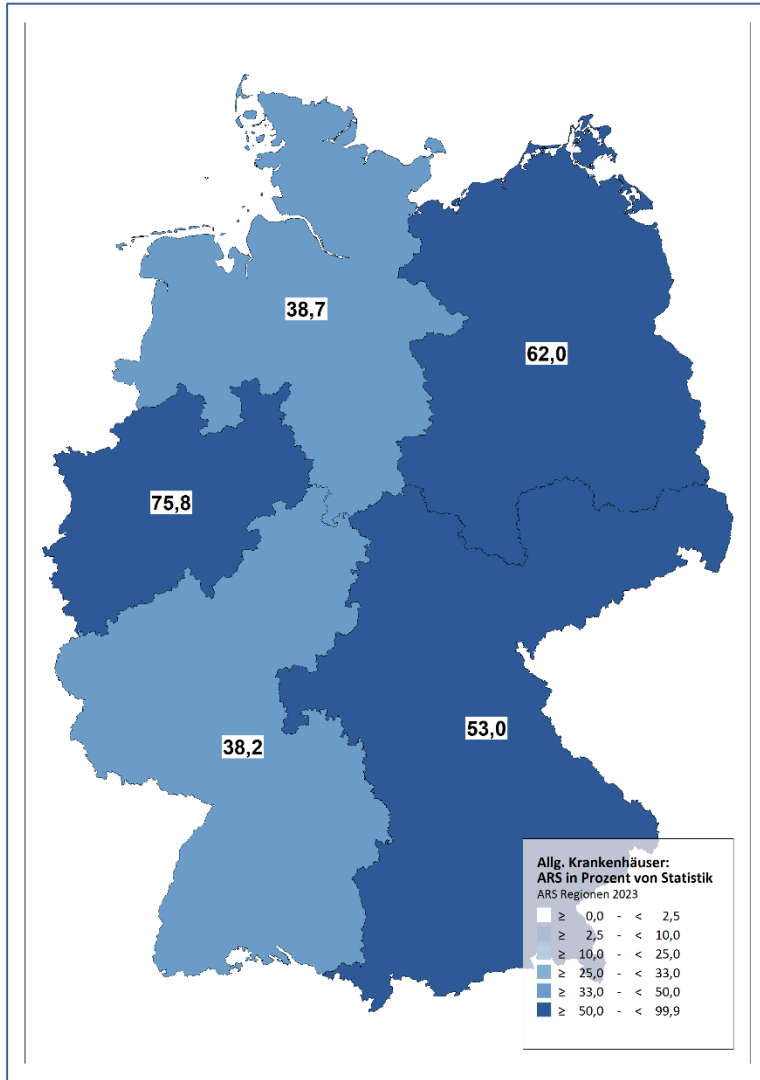 38,7
62,0
75,8
53,0
38,2
Allg. Krankenhäuser:
ARS in Prozent von Statistik
ARS Regionen 2023
≥ 0,0 - < 2,5
≥ 2,5 - < 10,0
≥ 10,0 - < 25,0
≥ 25,0 - < 33,0
≥ 33,0 - < 50,0
≥ 50,0 - < 99,9